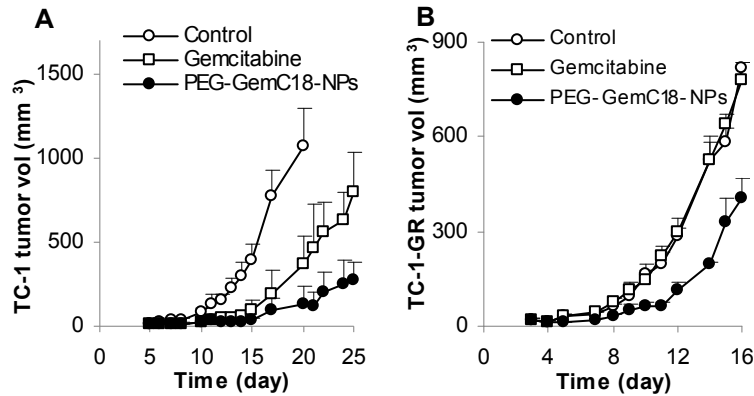 A
Control
Gemcitabine
PEG-GemC18-NPs
TC-1 tumor vol (mm 3)
1500
1000
500
0
0 5 10 15 20 25
Time (day)
B
Control
Gemcitabine
PEG-GemC18-NPs
TC-1-GR tumor vol (mm 3)
900
600
300
0
0 4 8 12 16
Time (day)